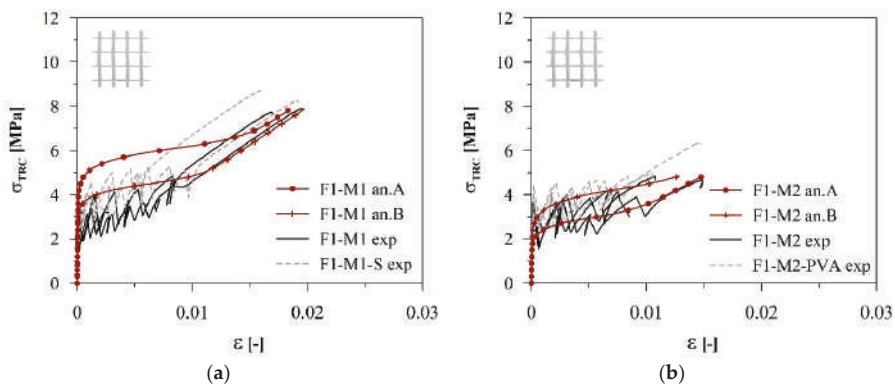 12
10
8
6
4
2
0
σTRC [MPa]
F1-M1 an.A
F1-M1 an.B
F1-M1 exp
F1-M1-S exp
0
0.01
0.02
0.03
ε [-]
(a)
12
10
8
6
4
2
0
σTRC [MPa]
F1-M2 an.A
F1-M2 an.B
F1-M2 exp
F1-M2-PVA exp
0
0.01
0.02
0.03
ε [-]
(b)